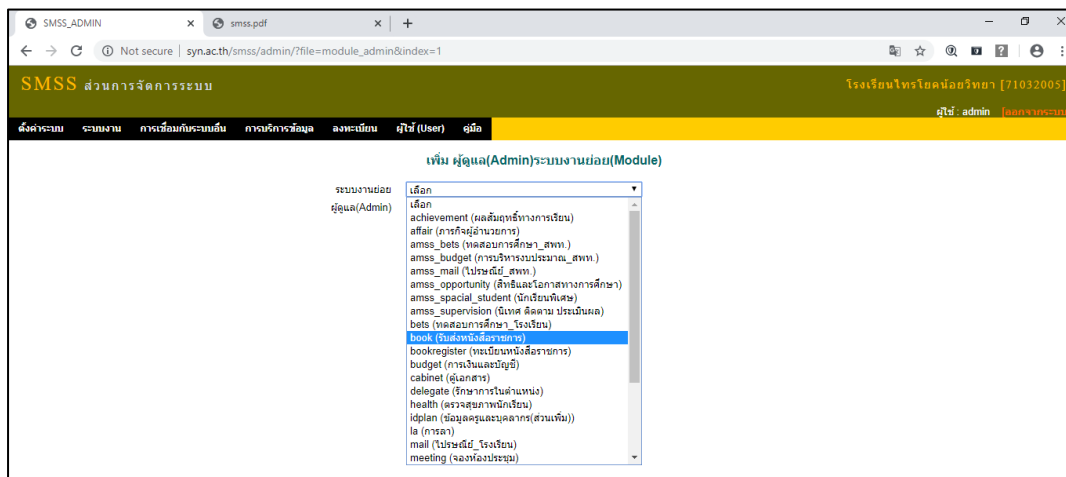 SMSS_ADMIN
smss.pdf
Not secure | syn.ac.th/smss/admin/?file=module_admin&index=1
SMSS ส่วนการจัดการระบบ
โรงเรียนไทรโยคน้อยวิทยา [71032005]
ผู้ใช้ : admin [ออกจากระบบ
ตั้งค่าระบบ ระบบงาน การเชื่อมกับระบบอื่น การบริการข้อมูล ลงทะเบียน ผู้ใช้ (User) คู่มือ
เพิ่ม ผู้ดูแล(Admin)ระบบงานย่อย(Module)
ระบบงานย่อย เลือก
ผู้ดูแล(Admin)
เลือก
achievement (ผลสัมฤทธิ์ทางการเรียน)
affair (ภารกิจผู้อำนวยการ)
amss_bets (ทดสอบการศึกษา_สพท.)
amss_budget (การบริหารงบประมาณ_สพท.)
amss_mail (ไปรษณีย์_สพท.)
amss_opportunity (สิทธิและโอกาสทางการศึกษา)
amss_spacial_student (นักเรียนพิเศษ)
amss_supervision (นิเทศ ติดตาม ประเมินผล)
bets (ทดสอบการศึกษา_โรงเรียน)
book (รับส่งหนังสือราชการ)
bookregister (ทะเบียนหนังสือราชการ)
budget (การเงินและบัญชี)
cabinet (ตู้เอกสาร)
delegate (รักษาการในตำแหน่ง)
health (ตรวจสุขภาพนักเรียน)
idplan (ข้อมูลครูและบุคลากร(ส่วนเพิ่ม))
la (การลา)
mail (ไปรษณีย์_โรงเรียน)
meeting (จองห้องประชุม)